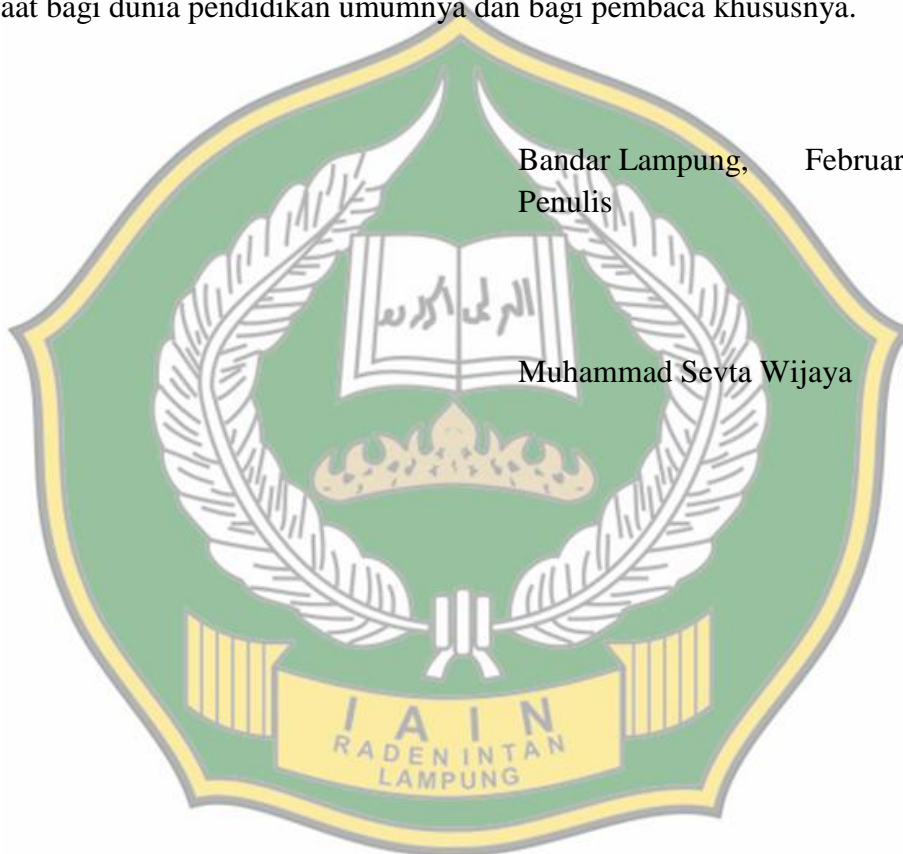 aat bagi dunia pendidikan umumnya dan bagi pembaca khususnya.
Bandar Lampung, Februar
Penulis
Muhammad Sevta Wijaya
I A I N
RADEN INTAN
LAMPUNG